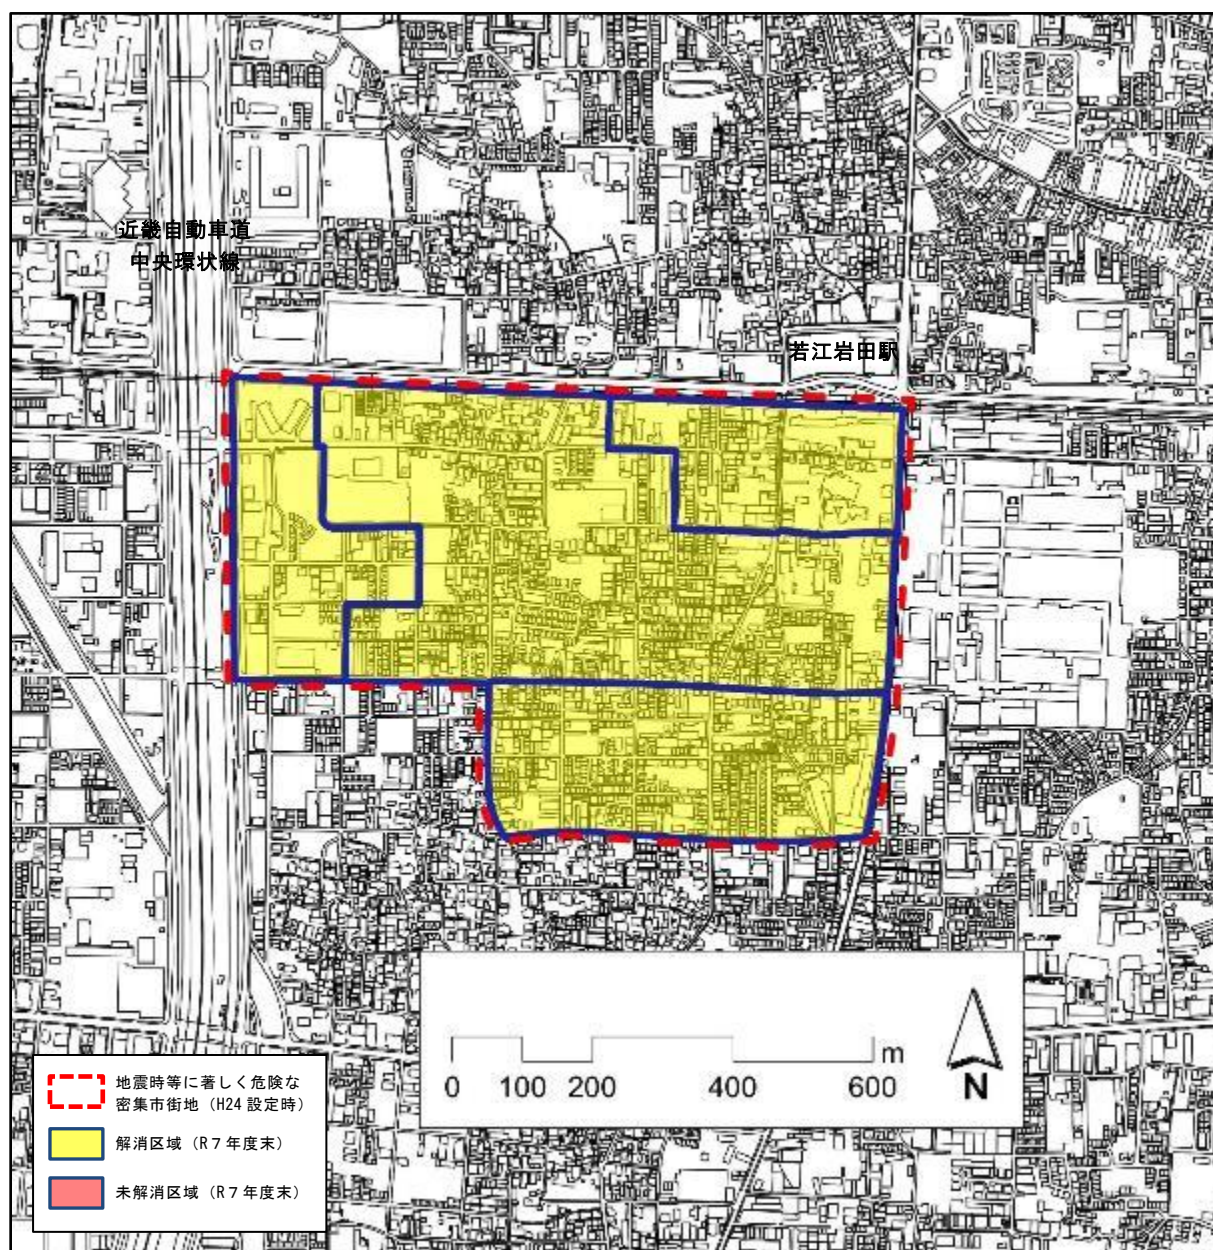 近畿自動車道
中央環状線
若江岩田駅
0 100 200 400 600 m
N
地震時等に著しく危険な
密集市街地（H24 設定時）
解消区域（R７年度末）
未解消区域（R７年度末）